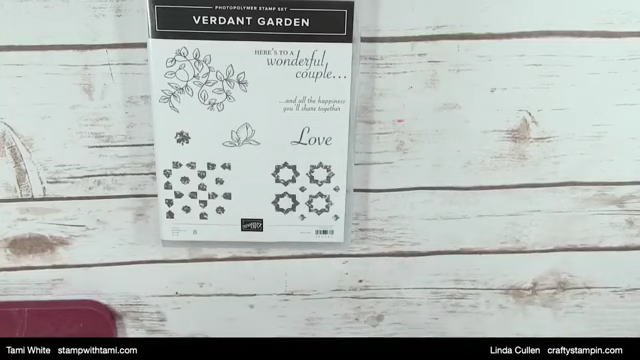 PHOTOPOLYMER STAMP SET
VERDANT GARDEN
HERE'S TO A
wonderful
couple...
...and all the happiness
you'll share together
Love
8
Tami White stampwithtami.com
Linda Cullen craftystampin.com